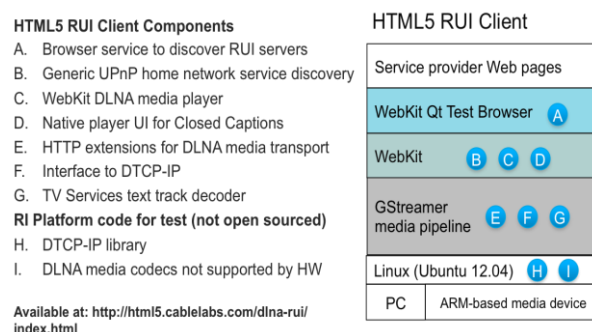 HTML5 RUI Client Components
A. Browser service to discover RUI servers
B. Generic UPnP home network service discovery
C. WebKit DLNA media player
D. Native player UI for Closed Captions
E. HTTP extensions for DLNA media transport
F. Interface to DTCP-IP
G. TV Services text track decoder
RI Platform code for test (not open sourced)
H. DTCP-IP library
I. DLNA media codecs not supported by HW
Available at: http://html5.cablelabs.com/dlna-rui/
index.html
HTML5 RUI Client
Service provider Web pages
WebKit Qt Test Browser A
WebKit B C D
GStreamer
media pipeline E F G
Linux (Ubuntu 12.04) H I
PC ARM-based media device